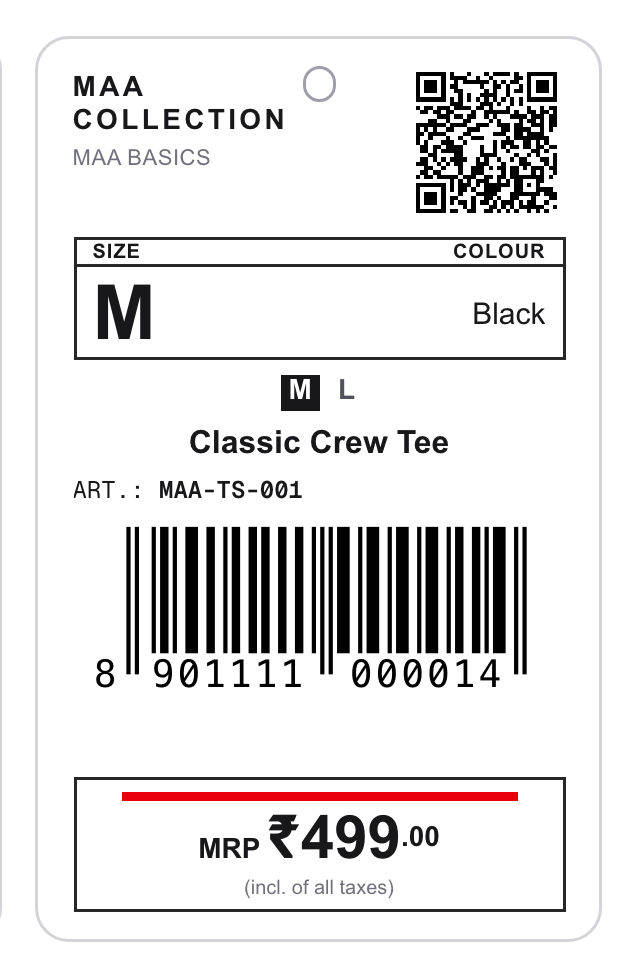 MAA
COLLECTION
MAA BASICS
SIZE COLOUR
M Black
M L
Classic Crew Tee
ART.: MAA-TS-001
8 901111 000014
MRP ₹499.00
(incl. of all taxes)